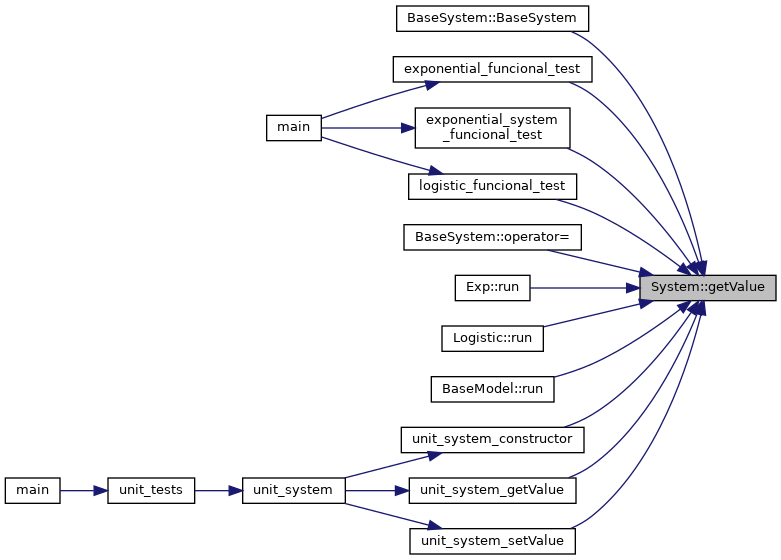 BaseSystem::BaseSystem
exponential_funcional_test
main
exponential_system
_funcional_test
logistic_funcional_test
BaseSystem::operator=
Exp::run
System::getValue
Logistic::run
BaseModel::run
unit_system_constructor
main
unit_tests
unit_system
unit_system_getValue
unit_system_setValue